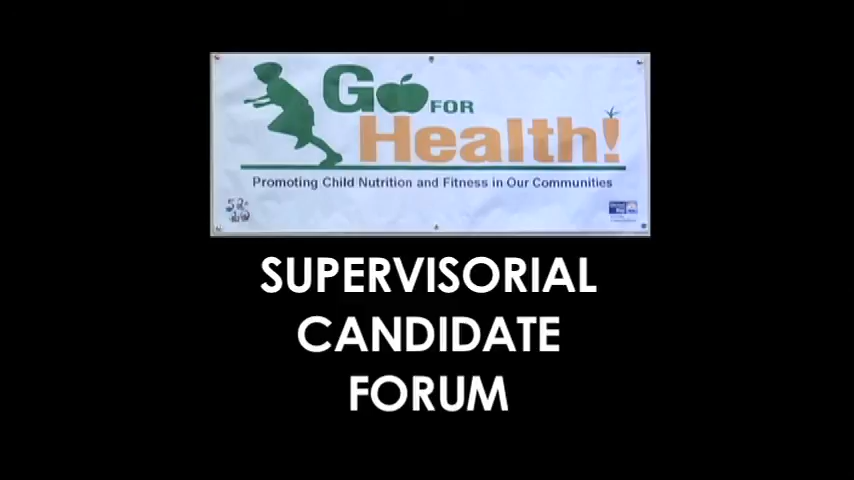 Go FOR
Health!
Promoting Child Nutrition and Fitness in Our Communities
SUPERVISORIAL
CANDIDATE
FORUM